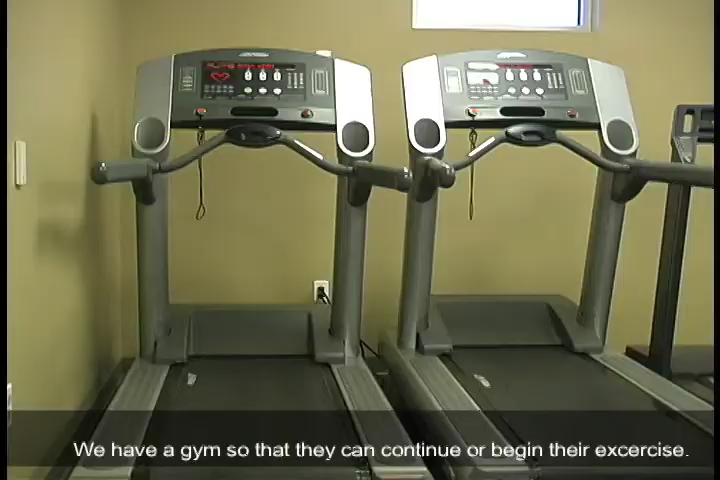 We have a gym so that they can continue or begin their excercise.